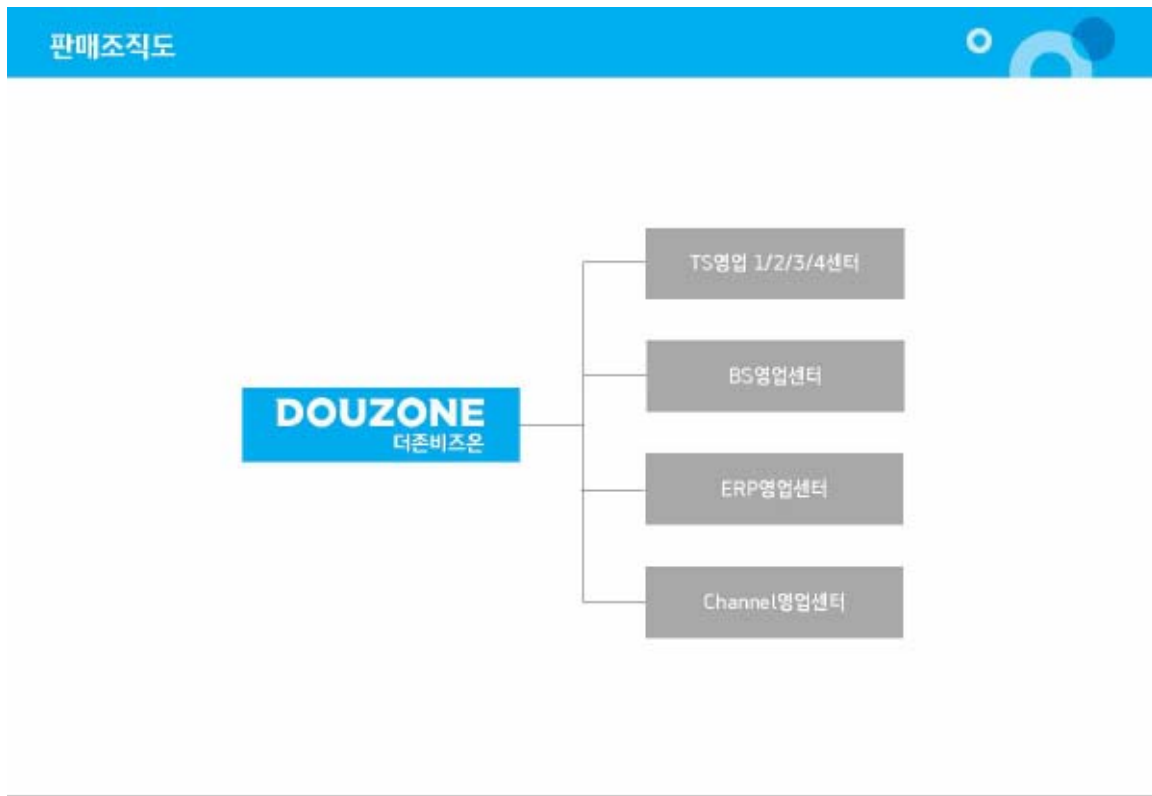 판매조직도
TS영업 1/2/3/4센터
BS영업센터
DOUZONE
더존비즈온
ERP영업센터
Channel영업센터